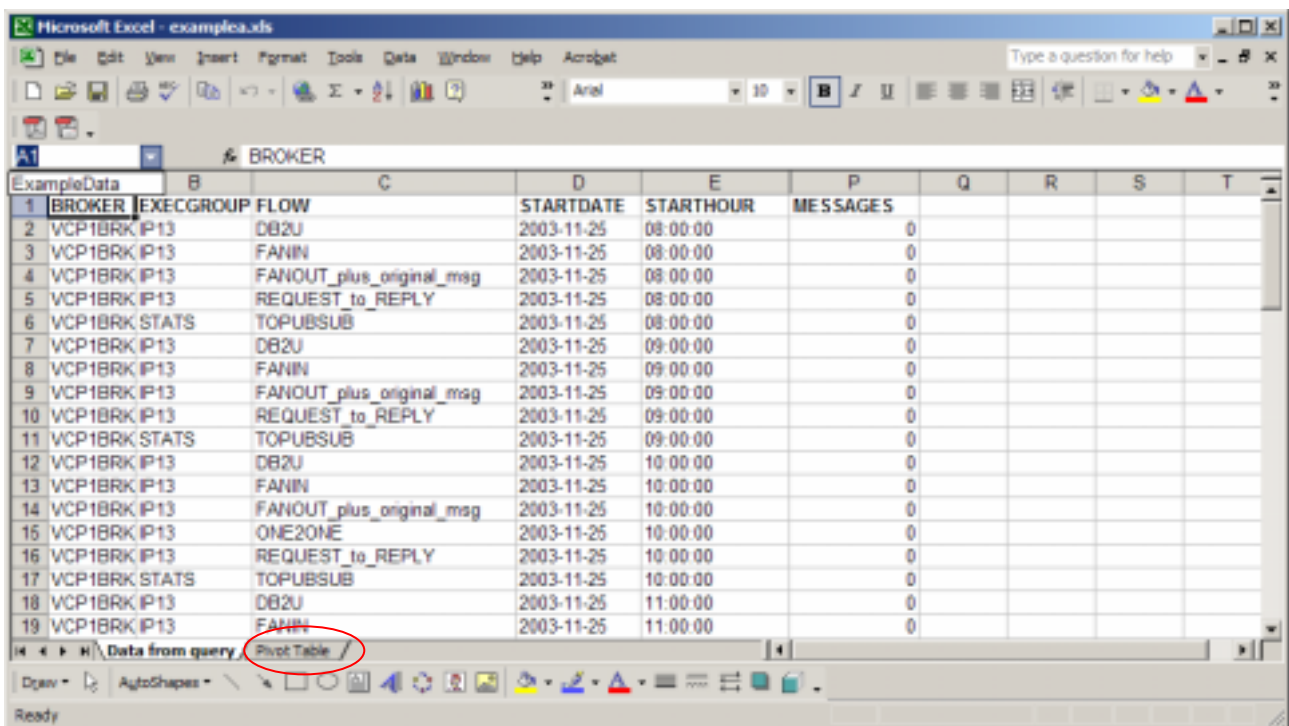 Microsoft Excel - examplea.xls
File Edit View Insert Format Tools Data Window Help Acrobat Type a question for help
Arial 10 B I U
A1 fx BROKER
ExampleData B C D E P Q R S T
1 BROKER EXECGROUP FLOW STARTDATE STARTHOUR MESSAGES
2 VCP1BRK IP13 DB2U 2003-11-25 08:00:00 0
3 VCP1BRK IP13 FANIN 2003-11-25 08:00:00 0
4 VCP1BRK IP13 FANOUT_plus_original_msg 2003-11-25 08:00:00 0
5 VCP1BRK IP13 REQUEST_to_REPLY 2003-11-25 08:00:00 0
6 VCP1BRK STATS TOPUBSUB 2003-11-25 08:00:00 0
7 VCP1BRK IP13 DB2U 2003-11-25 09:00:00 0
8 VCP1BRK IP13 FANIN 2003-11-25 09:00:00 0
9 VCP1BRK IP13 FANOUT_plus_original_msg 2003-11-25 09:00:00 0
10 VCP1BRK IP13 REQUEST_to_REPLY 2003-11-25 09:00:00 0
11 VCP1BRK STATS TOPUBSUB 2003-11-25 09:00:00 0
12 VCP1BRK IP13 DB2U 2003-11-25 10:00:00 0
13 VCP1BRK IP13 FANIN 2003-11-25 10:00:00 0
14 VCP1BRK IP13 FANOUT_plus_original_msg 2003-11-25 10:00:00 0
15 VCP1BRK IP13 ONE2ONE 2003-11-25 10:00:00 0
16 VCP1BRK IP13 REQUEST_to_REPLY 2003-11-25 10:00:00 0
17 VCP1BRK STATS TOPUBSUB 2003-11-25 10:00:00 0
18 VCP1BRK IP13 DB2U 2003-11-25 11:00:00 0
19 VCP1BRK IP13 FANIN 2003-11-25 11:00:00 0
Data from query Pivot Table
Draw AutoShapes
Ready